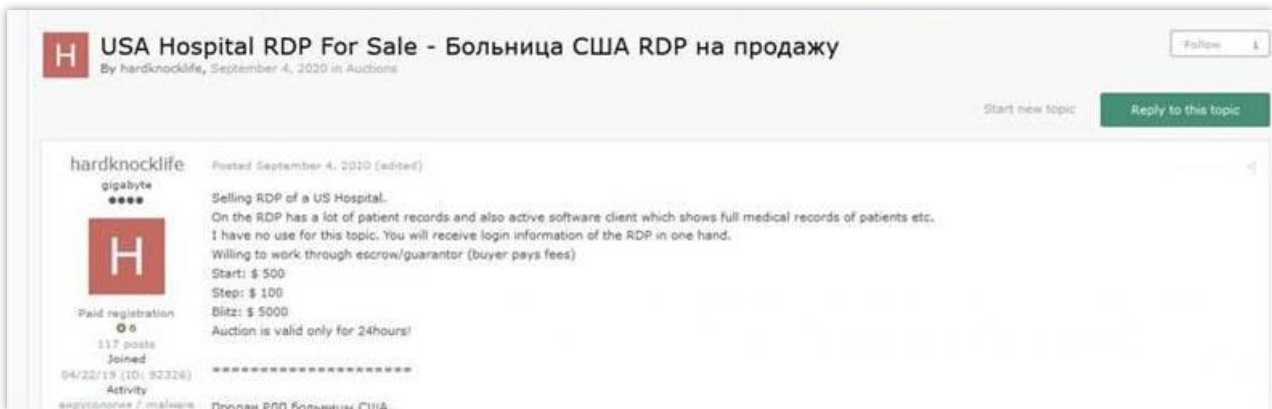 H
USA Hospital RDP For Sale - Больница США RDP на продажу
By hardknocklife, September 4, 2020 in Auctions
Follow 1
Start new topic
Reply to this topic
hardknocklife
gigabyte
H
Paid registration
6
117 posts
Joined
04/22/19 (ID: 92326)
Activity
вирусология / malware
Posted September 4, 2020 (edited)
Selling RDP of a US Hospital.
On the RDP has a lot of patient records and also active software client which shows full medical records of patients etc.
I have no use for this topic. You will receive login information of the RDP in one hand.
Willing to work through escrow/guarantor (buyer pays fees)
Start: $ 500
Step: $ 100
Blitz: $ 5000
Auction is valid only for 24hours!
======================
Продам РДП больницы США.